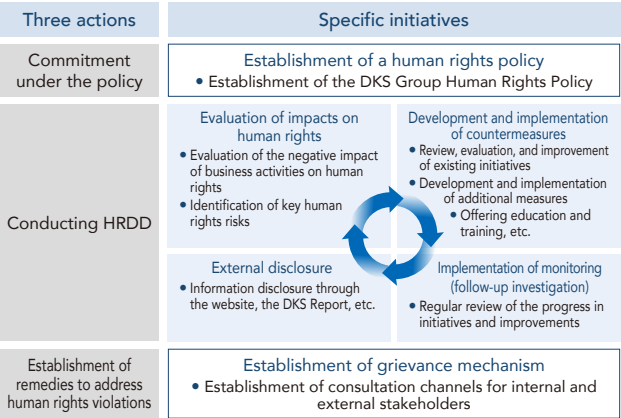 Three actions
Specific initiatives
Commitment
under the policy
Establishment of a human rights policy
• Establishment of the DKS Group Human Rights Policy
Conducting HRDD
Evaluation of impacts on
human rights
• Evaluation of the negative impact
of business activities on human
rights
• Identification of key human
rights risks
Development and implementation
of countermeasures
• Review, evaluation, and improvement
of existing initiatives
• Development and implementation
of additional measures
• Offering education and
training, etc.
External disclosure
• Information disclosure through
the website, the DKS Report, etc.
Implementation of monitoring
(follow-up investigation)
• Regular review of the progress in
initiatives and improvements
Establishment of
remedies to address
human rights violations
Establishment of grievance mechanism
• Establishment of consultation channels for internal and
external stakeholders